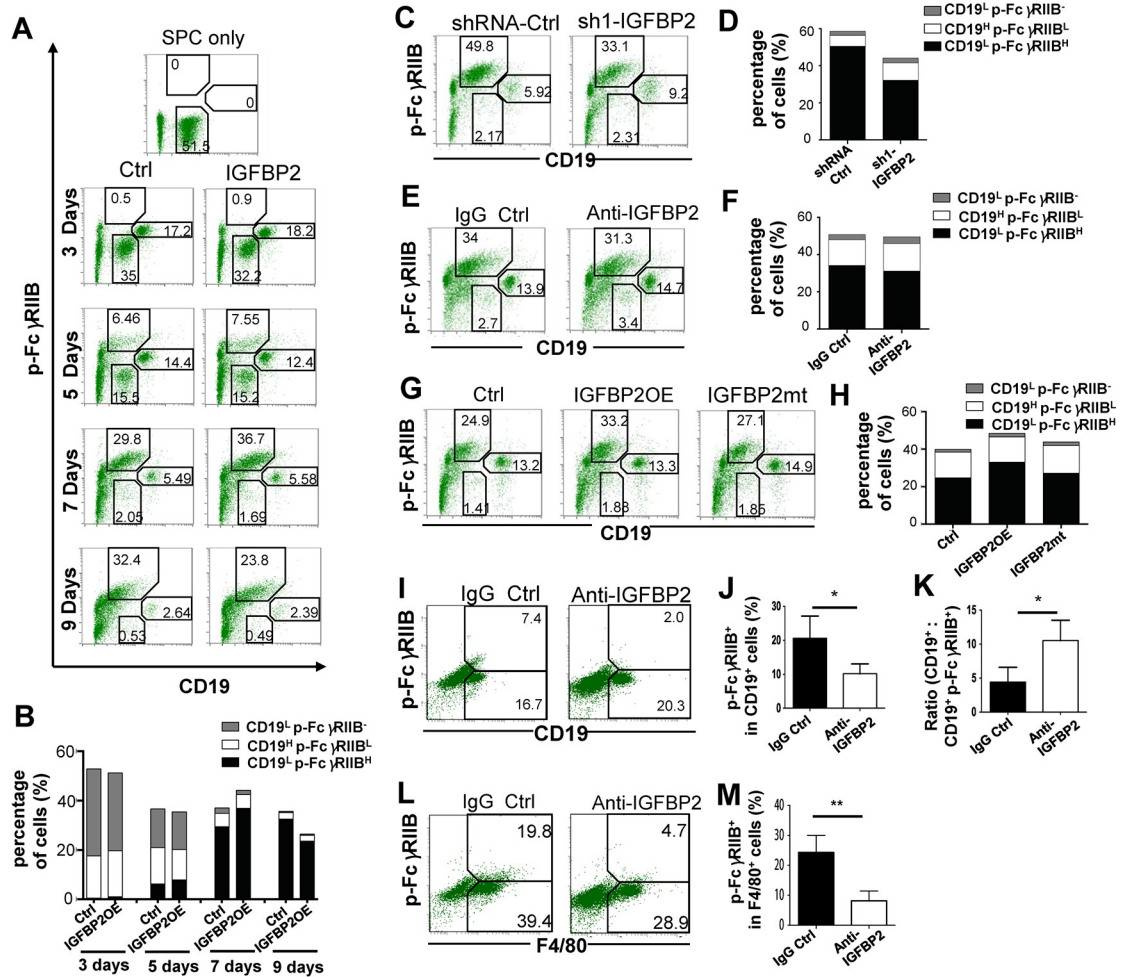 A
SPC only
0
0
51.5
Ctrl
IGFBP2
3 Days
0.5
17.2
35
0.9
18.2
32.2
5 Days
6.46
14.4
15.5
7.55
12.4
15.2
7 Days
29.8
5.49
2.05
36.7
5.58
1.69
9 Days
32.4
2.64
0.53
23.8
2.39
0.49
p-Fc γRIIB
CD19
B
CD19ᴸ p-Fc γRIIB⁻
CD19ᴴ p-Fc γRIIBᴸ
CD19ᴸ p-Fc γRIIBᴴ
percentage
of cells (%)
60
40
20
0
Ctrl
IGFBP2OE
Ctrl
IGFBP2OE
Ctrl
IGFBP2OE
Ctrl
IGFBP2OE
3 days
5 days
7 days
9 days
C
shRNA-Ctrl
sh1-IGFBP2
p-Fc γRIIB
49.8
5.92
2.17
33.1
9.2
2.31
CD19
D
CD19ᴸ p-Fc γRIIB⁻
CD19ᴴ p-Fc γRIIBᴸ
CD19ᴸ p-Fc γRIIBᴴ
percentage
of cells (%)
60
40
20
0
shRNA
Ctrl
sh1-
IGFBP2
E
IgG Ctrl
Anti-IGFBP2
p-Fc γRIIB
34
13.9
2.7
31.3
14.7
3.4
CD19
F
CD19ᴸ p-Fc γRIIB⁻
CD19ᴴ p-Fc γRIIBᴸ
CD19ᴸ p-Fc γRIIBᴴ
percentage
of cells (%)
60
40
20
0
IgG Ctrl
Anti-
IGFBP2
G
Ctrl
IGFBP2OE
IGFBP2mt
p-Fc γRIIB
24.9
13.2
1.41
33.2
13.3
1.83
27.1
14.9
1.85
CD19
H
CD19ᴸ p-Fc γRIIB⁻
CD19ᴴ p-Fc γRIIBᴸ
CD19ᴸ p-Fc γRIIBᴴ
percentage
of cells (%)
60
40
20
0
Ctrl
IGFBP2OE
IGFBP2mt
I
IgG Ctrl
Anti-IGFBP2
p-Fc γRIIB
7.4
16.7
2.0
20.3
CD19
J
p-Fc γRIIB⁺
in CD19⁺ cells (%)
30
20
10
0
*
IgG Ctrl
Anti-
IGFBP2
K
Ratio (CD19⁺ :
CD19⁺ p-Fc γRIIB⁺)
15
10
5
0
*
IgG Ctrl
Anti-
IGFBP2
L
IgG Ctrl
Anti-IGFBP2
p-Fc γRIIB
19.8
39.4
4.7
28.9
F4/80
M
p-Fc γRIIB⁺
in F4/80⁺ cells (%)
40
30
20
10
0
**
IgG Ctrl
Anti-
IGFBP2